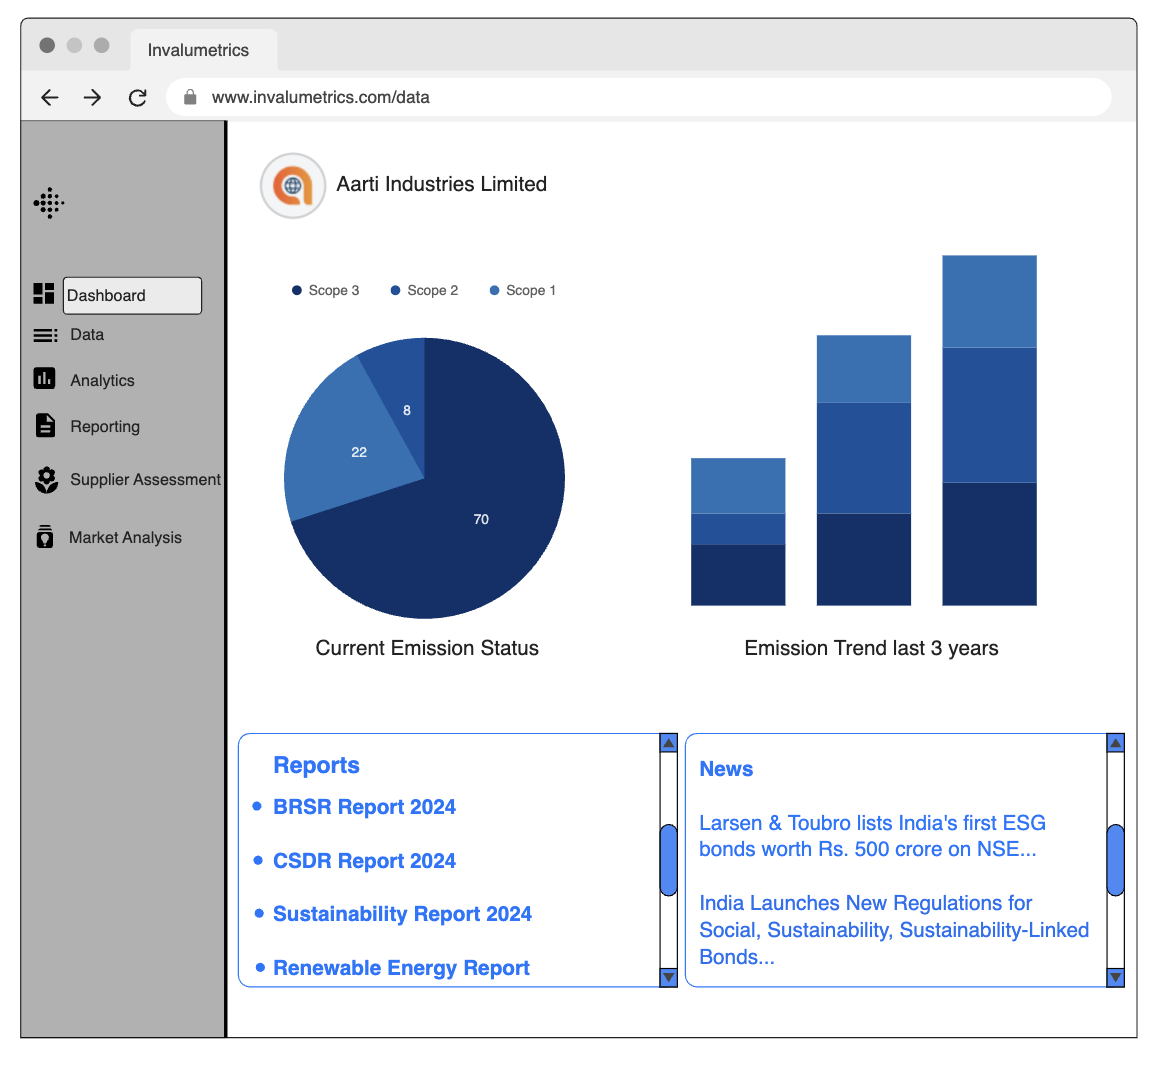 Invalumetrics
www.invalumetrics.com/data
Aarti Industries Limited
Dashboard
Data
Analytics
Reporting
Supplier Assessment
Market Analysis
Scope 3
Scope 2
Scope 1
8
22
70
Current Emission Status
Emission Trend last 3 years
Reports
BRSR Report 2024
CSDR Report 2024
Sustainability Report 2024
Renewable Energy Report
News
Larsen & Toubro lists India's first ESG
bonds worth Rs. 500 crore on NSE...
India Launches New Regulations for
Social, Sustainability, Sustainability-Linked
Bonds...